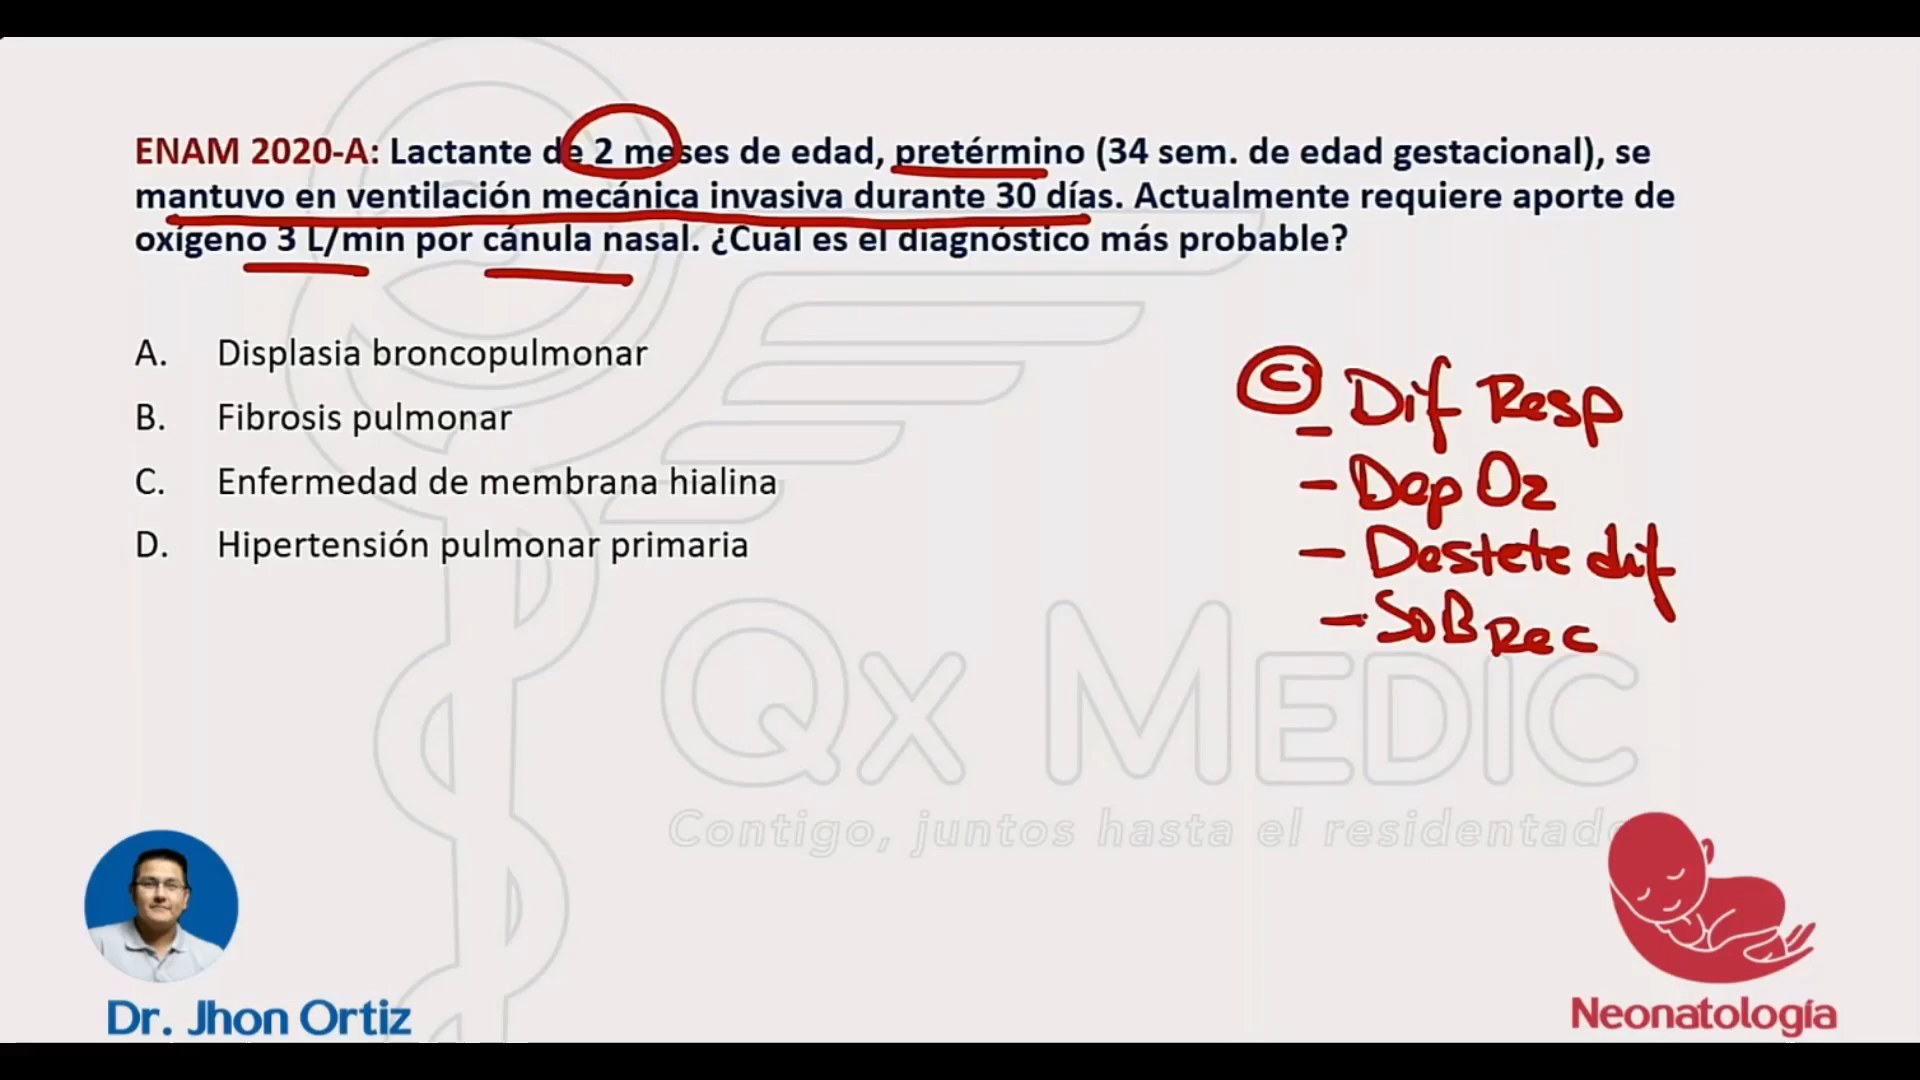 ENAM 2020-A: Lactante de 2 meses de edad, pretérmino (34 sem. de edad gestacional), se
mantuvo en ventilación mecánica invasiva durante 30 días. Actualmente requiere aporte de
oxígeno 3 L/min por cánula nasal. ¿Cuál es el diagnóstico más probable?
A. Displasia broncopulmonar
B. Fibrosis pulmonar
C. Enfermedad de membrana hialina
D. Hipertensión pulmonar primaria
C Dif Resp
- Dep O2
- Destete dif
- SOB Rec
Qx MEDIC
Contigo, juntos hasta el residentado
Dr. Jhon Ortiz
Neonatología